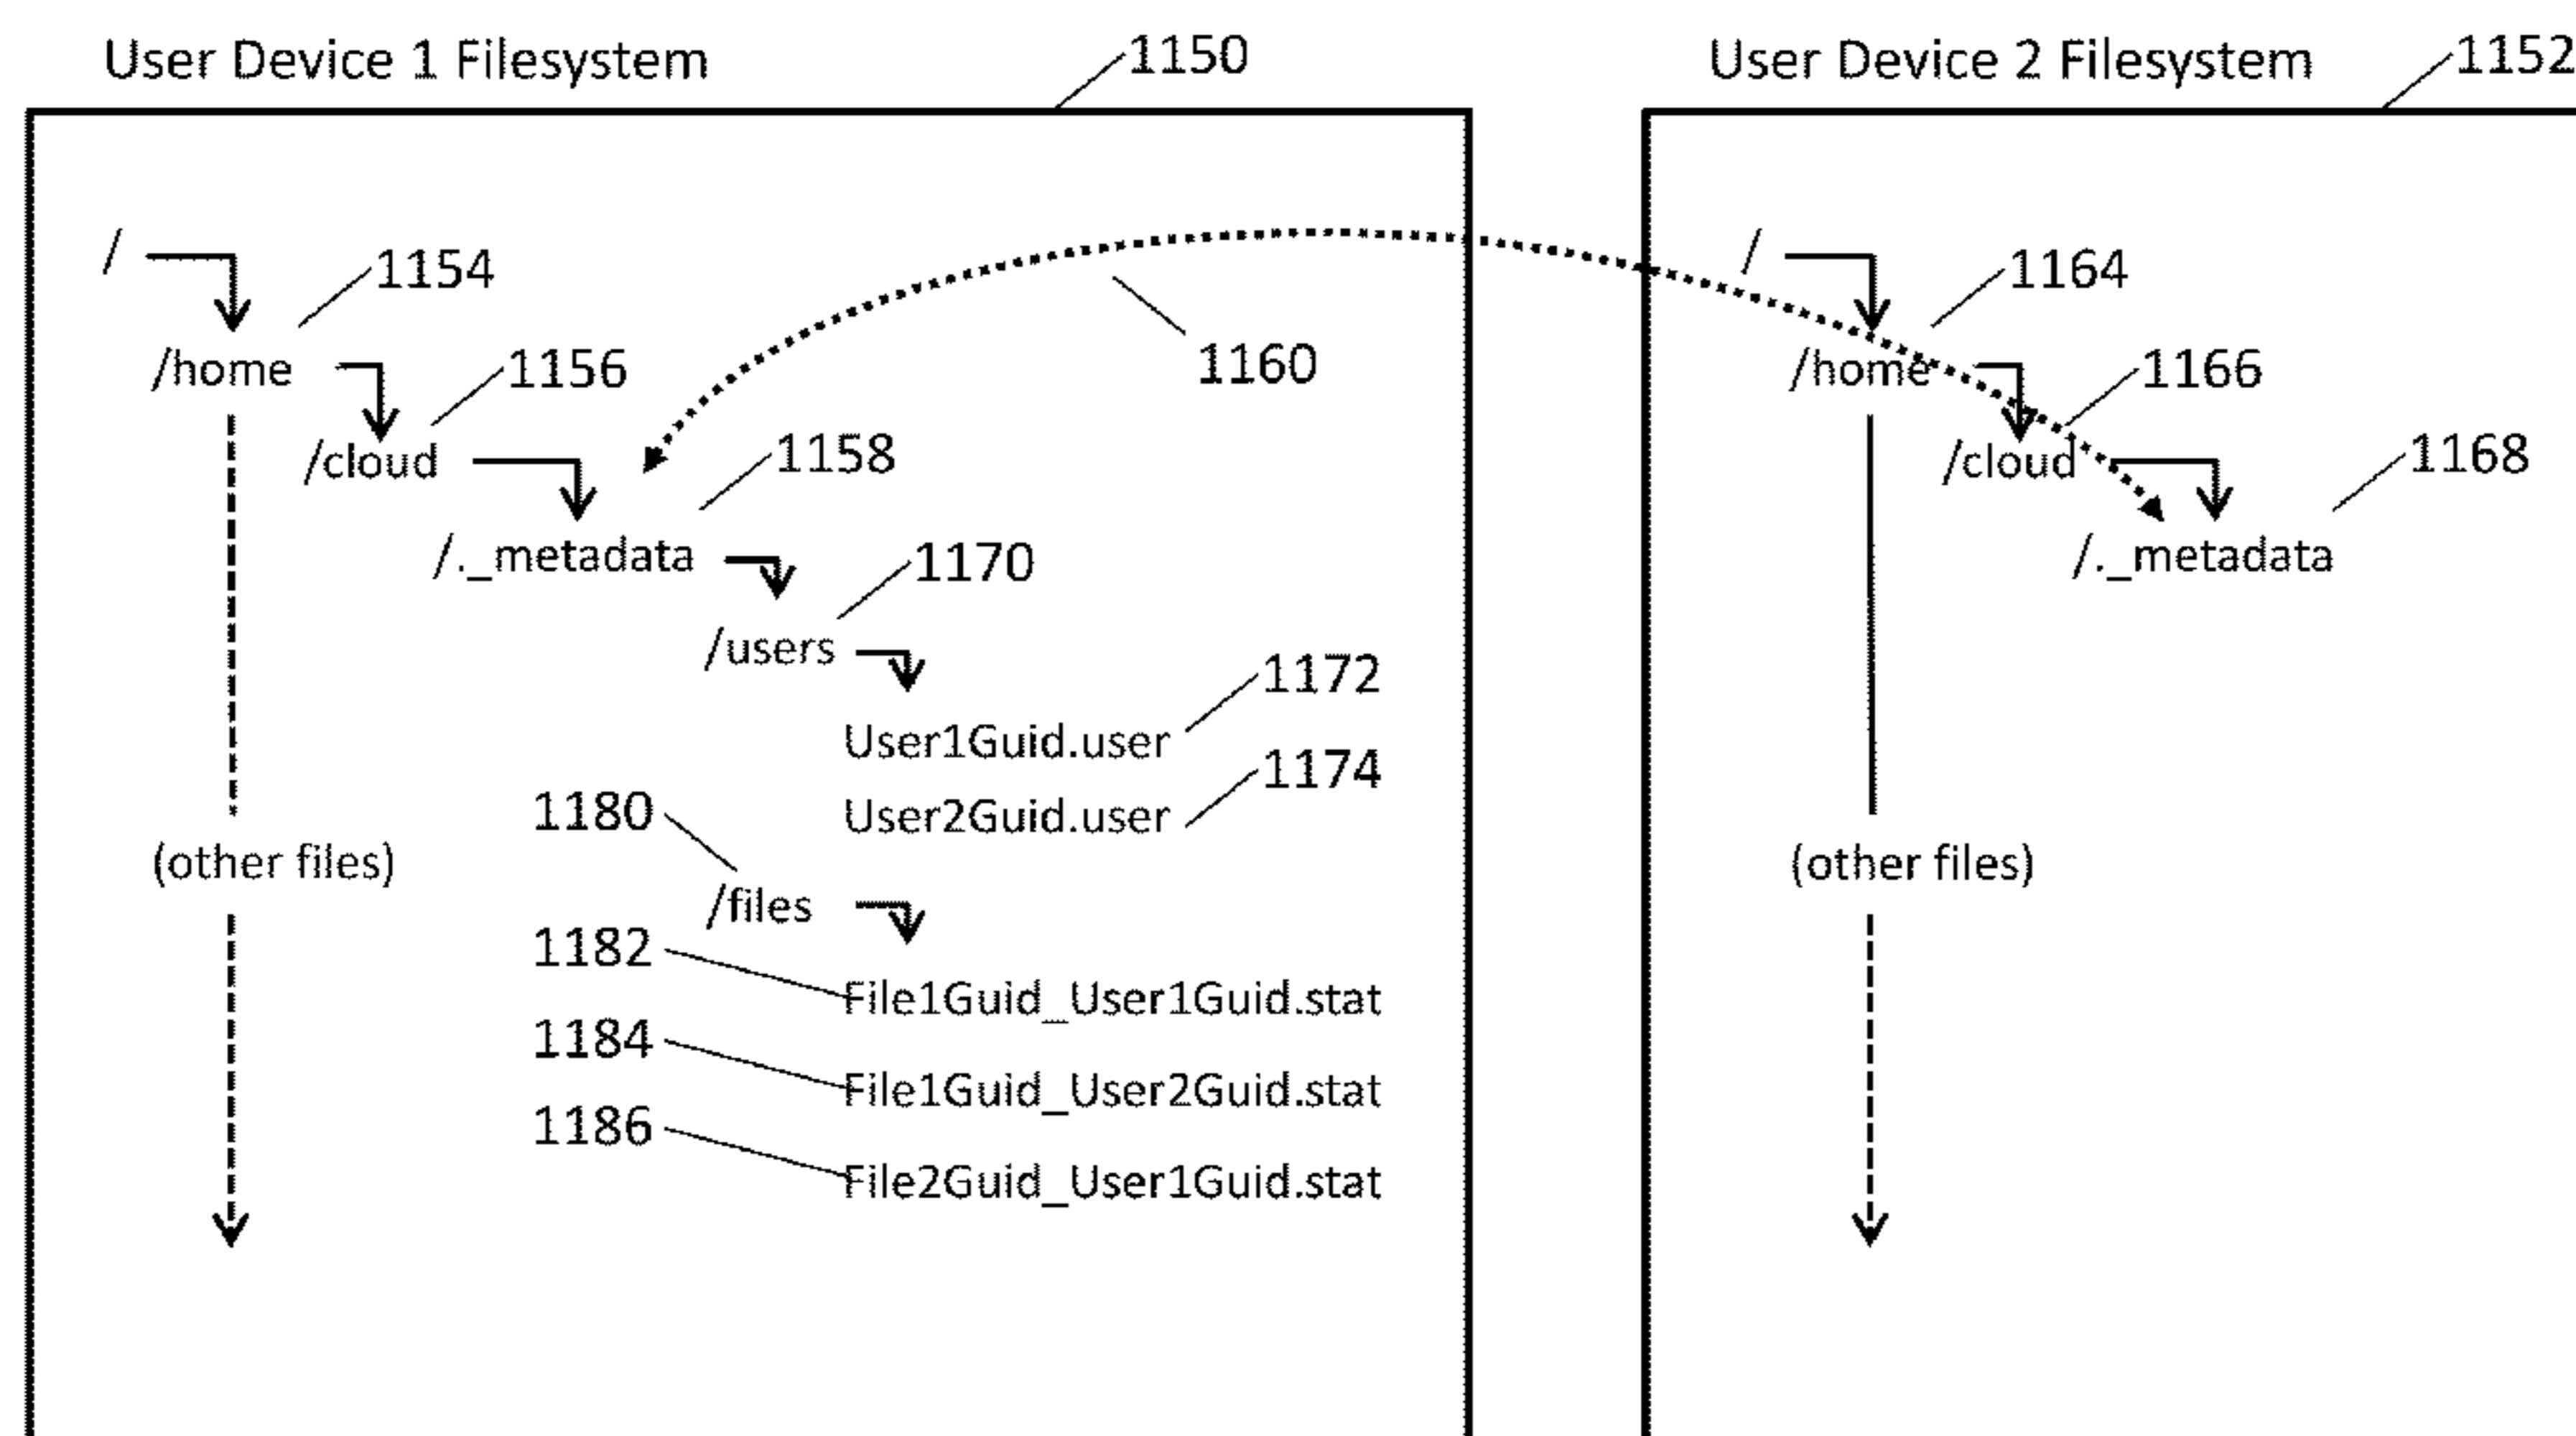 User Device 1 Filesystem
1150
User Device 2 Filesystem
1152
/
1154
/home
1156
1160
/cloud
1158
/._metadata
1170
/users
1172
User1Guid.user
1174
User2Guid.user
1180
(other files)
/files
1182
File1Guid_User1Guid.stat
1184
File1Guid_User2Guid.stat
1186
File2Guid_User1Guid.stat
/
1164
/home
1166
/cloud
1168
/._metadata
(other files)